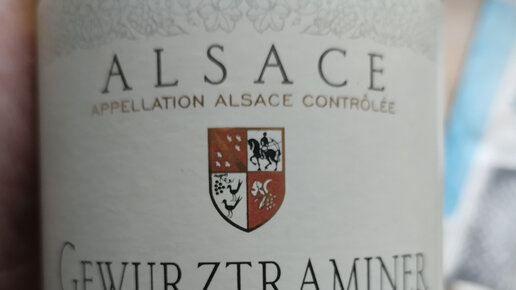 ALSACE
APPELLATION ALSACE CONTRÔLÉE
GEWURZTRAMINER